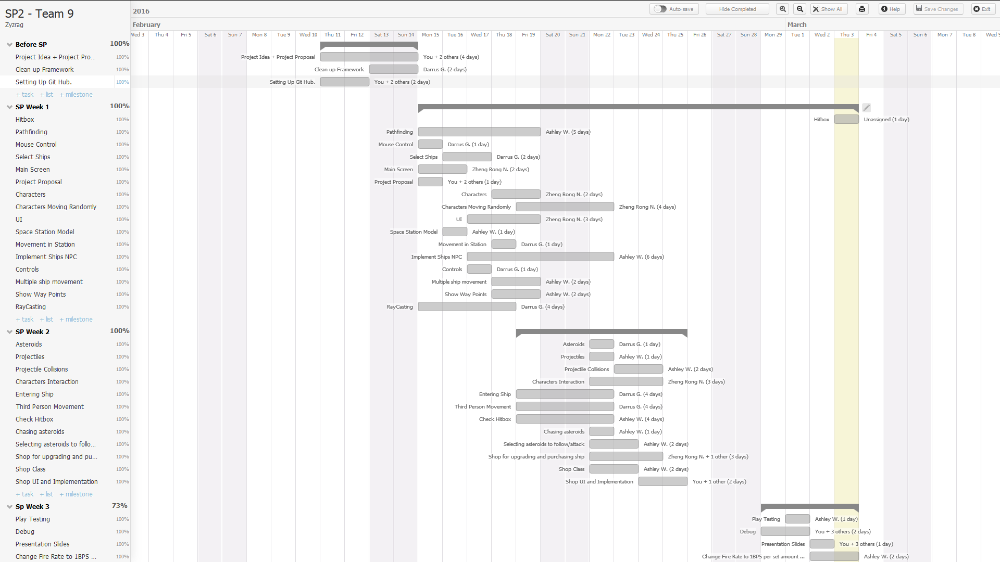 SP2 - Team 9
Zyzrag
2016
Auto-save
Hide Completed
Show All
Help
Save Changes
Exit
February
March
Wed 3 Thu 4 Fri 5 Sat 6 Sun 7 Mon 8 Tue 9 Wed 10 Thu 11 Fri 12 Sat 13 Sun 14 Mon 15 Tue 16 Wed 17 Thu 18 Fri 19 Sat 20 Sun 21 Mon 22 Tue 23 Wed 24 Thu 25 Fri 26 Sat 27 Sun 28 Mon 29 Tue 1 Wed 2 Thu 3 Fri 4 Sat 5 Sun 6 Mon 7 Tue 8 Wed 9
Before SP 100%
Project Idea + Project Pro... 100% Project Idea + Project Proposal You + 2 others (4 days)
Clean up Framework 100% Clean up Framework Darrus G. (2 days)
Setting Up Git Hub. 100% Setting Up Git Hub. You + 2 others (2 days)
+ task + list + milestone
SP Week 1 100%
Hitbox 100% Hitbox Unassigned (1 day)
Pathfinding 100% Pathfinding Ashley W. (5 days)
Mouse Control 100% Mouse Control Darrus G. (1 day)
Select Ships 100% Select Ships Darrus G. (2 days)
Main Screen 100% Main Screen Zheng Rong N. (2 days)
Project Proposal 100% Project Proposal You + 2 others (1 day)
Characters 100% Characters Zheng Rong N. (2 days)
Characters Moving Randomly 100% Characters Moving Randomly Zheng Rong N. (4 days)
UI 100% UI Zheng Rong N. (3 days)
Space Station Model 100% Space Station Model Ashley W. (1 day)
Movement in Station 100% Movement in Station Darrus G. (1 day)
Implement Ships NPC 100% Implement Ships NPC Ashley W. (6 days)
Controls 100% Controls Darrus G. (1 day)
Multiple ship movement 100% Multiple ship movement Ashley W. (2 days)
Show Way Points 100% Show Way Points Ashley W. (2 days)
RayCasting 100% RayCasting Darrus G. (4 days)
+ task + list + milestone
SP Week 2 100%
Asteroids 100% Asteroids Darrus G. (1 day)
Projectiles 100% Projectiles Ashley W. (1 day)
Projectile Collisions 100% Projectile Collisions Ashley W. (2 days)
Characters Interaction 100% Characters Interaction Zheng Rong N. (3 days)
Entering Ship 100% Entering Ship Darrus G. (4 days)
Third Person Movement 100% Third Person Movement Darrus G. (4 days)
Check Hitbox 100% Check Hitbox Ashley W. (4 days)
Chasing asteroids 100% Chasing asteroids Ashley W. (1 day)
Selecting asteroids to follo... 100% Selecting asteroids to follow/attack Ashley W. (2 days)
Shop for upgrading and pu... 100% Shop for upgrading and purchasing ship Zheng Rong N. + 1 other (3 days)
Shop Class 100% Shop Class Ashley W. (2 days)
Shop UI and Implementation 100% Shop UI and Implementation You + 1 other (2 days)
+ task + list + milestone
Sp Week 3 73%
Play Testing 100% Play Testing Ashley W. (1 day)
Debug 100% Debug You + 3 others (2 days)
Presentation Slides 100% Presentation Slides You + 3 others (1 day)
Change Fire Rate to 1BPS ... 100% Change Fire Rate to 1BPS per set amount ... Ashley W. (2 days)